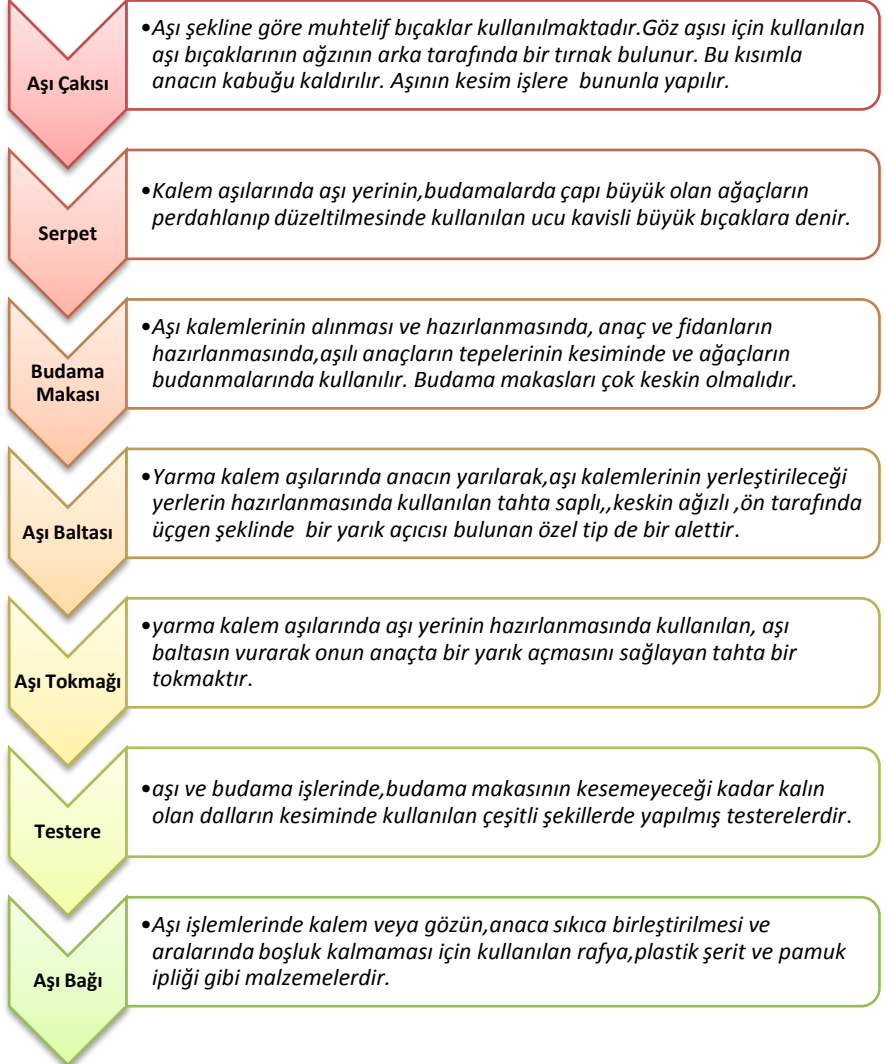 Aşı Çakısı
•Aşı şekline göre muhtelif bıçaklar kullanılmaktadır.Göz aşısı için kullanılan
aşı bıçaklarının ağzının arka tarafında bir tırnak bulunur. Bu kısımla
anacın kabuğu kaldırılır. Aşının kesim işlere bununla yapılır.
Serpet
•Kalem aşılarında aşı yerinin,budamalarda çapı büyük olan ağaçların
perdahlanıp düzeltilmesinde kullanılan ucu kavisli büyük bıçaklara denir.
Budama
Makası
•Aşı kalemlerinin alınması ve hazırlanmasında, anaç ve fidanların
hazırlanmasında,aşılı anaçların tepelerinin kesiminde ve ağaçların
budanmalarında kullanılır. Budama makasları çok keskin olmalıdır.
Aşı Baltası
•Yarma kalem aşılarında anacın yarılarak,aşı kalemlerinin yerleştirileceği
yerlerin hazırlanmasında kullanılan tahta saplı,,keskin ağızlı ,ön tarafında
üçgen şeklinde bir yarık açıcısı bulunan özel tip de bir alettir.
Aşı Tokmağı
•yarma kalem aşılarında aşı yerinin hazırlanmasında kullanılan, aşı
baltasın vurarak onun anaçta bir yarık açmasını sağlayan tahta bir
tokmaktır.
Testere
•aşı ve budama işlerinde,budama makasının kesemeyeceği kadar kalın
olan dalların kesiminde kullanılan çeşitli şekillerde yapılmış testerelerdir.
Aşı Bağı
•Aşı işlemlerinde kalem veya gözün,anaca sıkıca birleştirilmesi ve
aralarında boşluk kalmaması için kullanılan rafya,plastik şerit ve pamuk
ipliği gibi malzemelerdir.